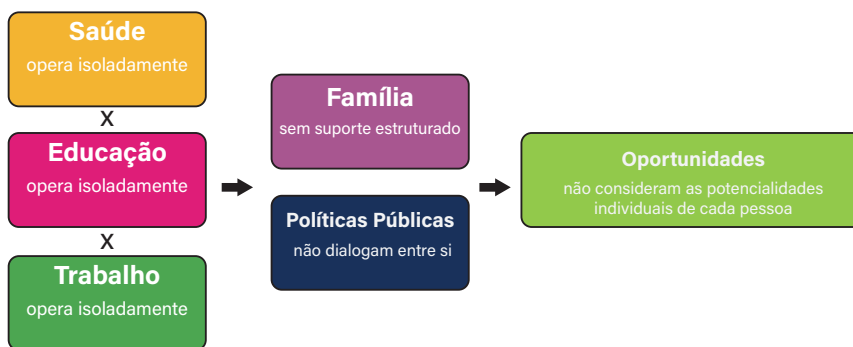 Saúde
opera isoladamente
X
Educação
opera isoladamente
X
Trabalho
opera isoladamente
Família
sem suporte estruturado
Políticas Públicas
não dialogam entre si
Oportunidades
não consideram as potencialidades
individuais de cada pessoa